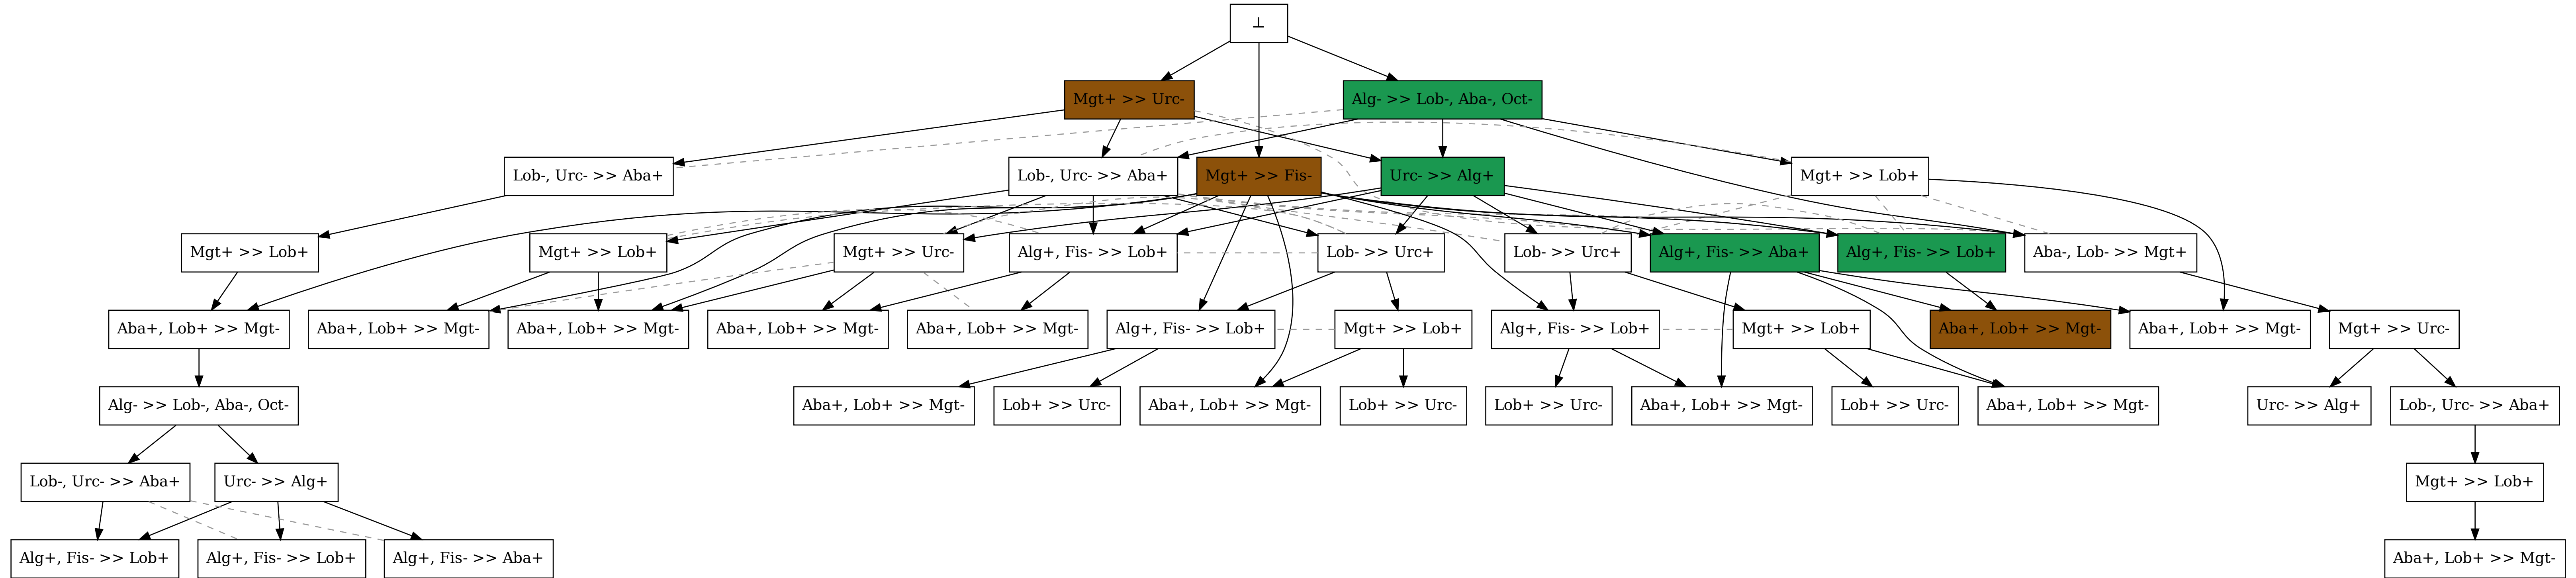 ⊥
Mgt+ >> Urc-
Alg- >> Lob-, Aba-, Oct-
Lob-, Urc- >> Aba+
Lob-, Urc- >> Aba+
Mgt+ >> Fis-
Urc- >> Alg+
Mgt+ >> Lob+
Mgt+ >> Lob+
Mgt+ >> Lob+
Mgt+ >> Urc-
Alg+, Fis- >> Lob+
Lob- >> Urc+
Lob- >> Urc+
Alg+, Fis- >> Aba+
Alg+, Fis- >> Lob+
Aba-, Lob- >> Mgt+
Aba+, Lob+ >> Mgt-
Aba+, Lob+ >> Mgt-
Aba+, Lob+ >> Mgt-
Aba+, Lob+ >> Mgt-
Aba+, Lob+ >> Mgt-
Alg+, Fis- >> Lob+
Mgt+ >> Lob+
Alg+, Fis- >> Lob+
Mgt+ >> Lob+
Aba+, Lob+ >> Mgt-
Aba+, Lob+ >> Mgt-
Mgt+ >> Urc-
Alg- >> Lob-, Aba-, Oct-
Aba+, Lob+ >> Mgt-
Lob+ >> Urc-
Aba+, Lob+ >> Mgt-
Lob+ >> Urc-
Lob+ >> Urc-
Aba+, Lob+ >> Mgt-
Lob+ >> Urc-
Aba+, Lob+ >> Mgt-
Urc- >> Alg+
Lob-, Urc- >> Aba+
Lob-, Urc- >> Aba+
Urc- >> Alg+
Mgt+ >> Lob+
Alg+, Fis- >> Lob+
Alg+, Fis- >> Lob+
Alg+, Fis- >> Aba+
Aba+, Lob+ >> Mgt-